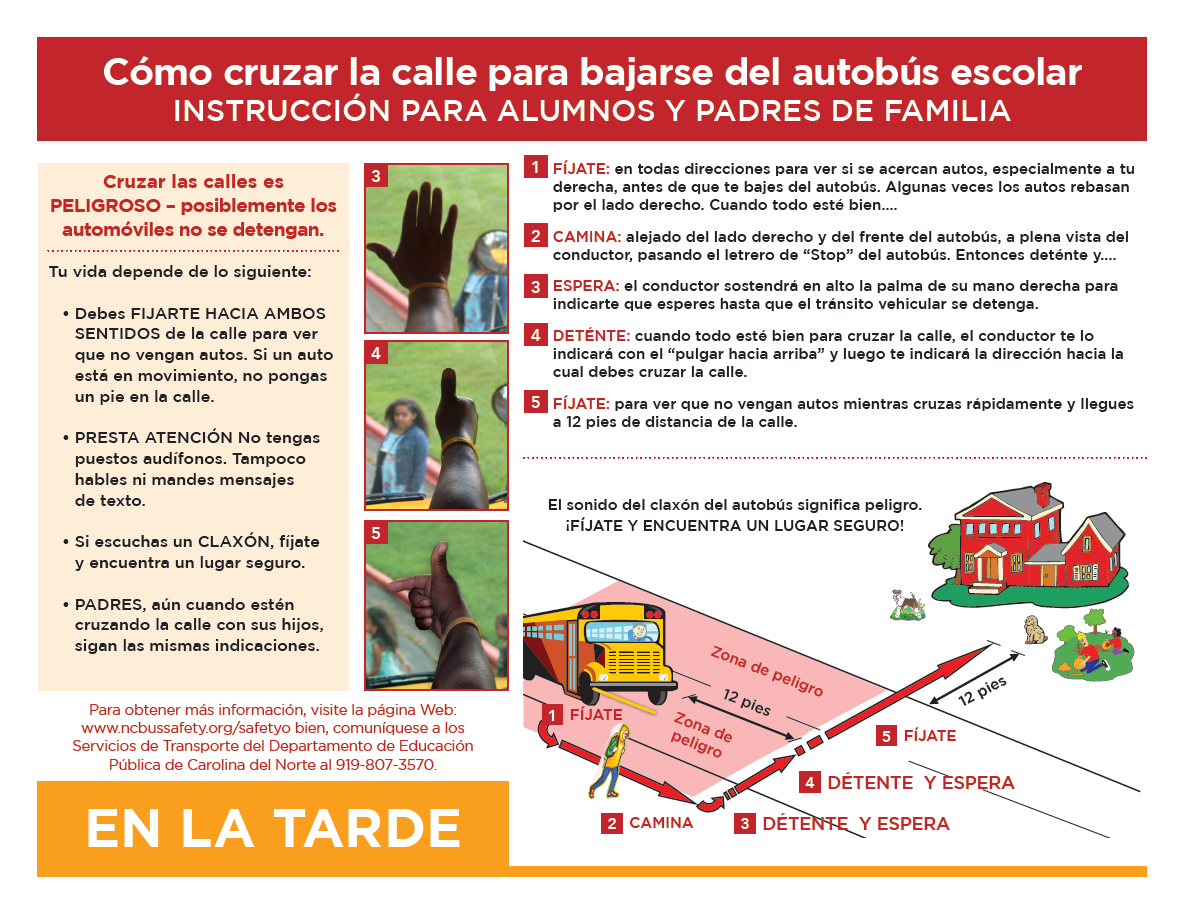 Cómo cruzar la calle para bajarse del autobús escolar
INSTRUCCIÓN PARA ALUMNOS Y PADRES DE FAMILIA
Cruzar las calles es
PELIGROSO – posiblemente los
automóviles no se detengan.
Tu vida depende de lo siguiente:
• Debes FIJARTE HACIA AMBOS
SENTIDOS de la calle para ver
que no vengan autos. Si un auto
está en movimiento, no pongas
un pie en la calle.
• PRESTA ATENCIÓN No tengas
puestos audífonos. Tampoco
hables ni mandes mensajes
de texto.
• Si escuchas un CLAXÓN, fíjate
y encuentra un lugar seguro.
• PADRES, aún cuando estén
cruzando la calle con sus hijos,
sigan las mismas indicaciones.
3
4
5
1 FÍJATE: en todas direcciones para ver si se acercan autos, especialmente a tu
derecha, antes de que te bajes del autobús. Algunas veces los autos rebasan
por el lado derecho. Cuando todo esté bien....
2 CAMINA: alejado del lado derecho y del frente del autobús, a plena vista del
conductor, pasando el letrero de “Stop” del autobús. Entonces deténte y....
3 ESPERA: el conductor sostendrá en alto la palma de su mano derecha para
indicarte que esperes hasta que el tránsito vehicular se detenga.
4 DETÉNTE: cuando todo esté bien para cruzar la calle, el conductor te lo
indicará con el “pulgar hacia arriba” y luego te indicará la dirección hacia la
cual debes cruzar la calle.
5 FÍJATE: para ver que no vengan autos mientras cruzas rápidamente y llegues
a 12 pies de distancia de la calle.
El sonido del claxón del autobús significa peligro.
¡FÍJATE Y ENCUENTRA UN LUGAR SEGURO!
Zona de peligro
12 pies
12 pies
Zona de
peligro
1 FÍJATE
5 FÍJATE
4 DÉTENTE Y ESPERA
2 CAMINA
3 DÉTENTE Y ESPERA
Para obtener más información, visite la página Web:
www.ncbussafety.org/safetyo bien, comuníquese a los
Servicios de Transporte del Departamento de Educación
Pública de Carolina del Norte al 919-807-3570.
EN LA TARDE